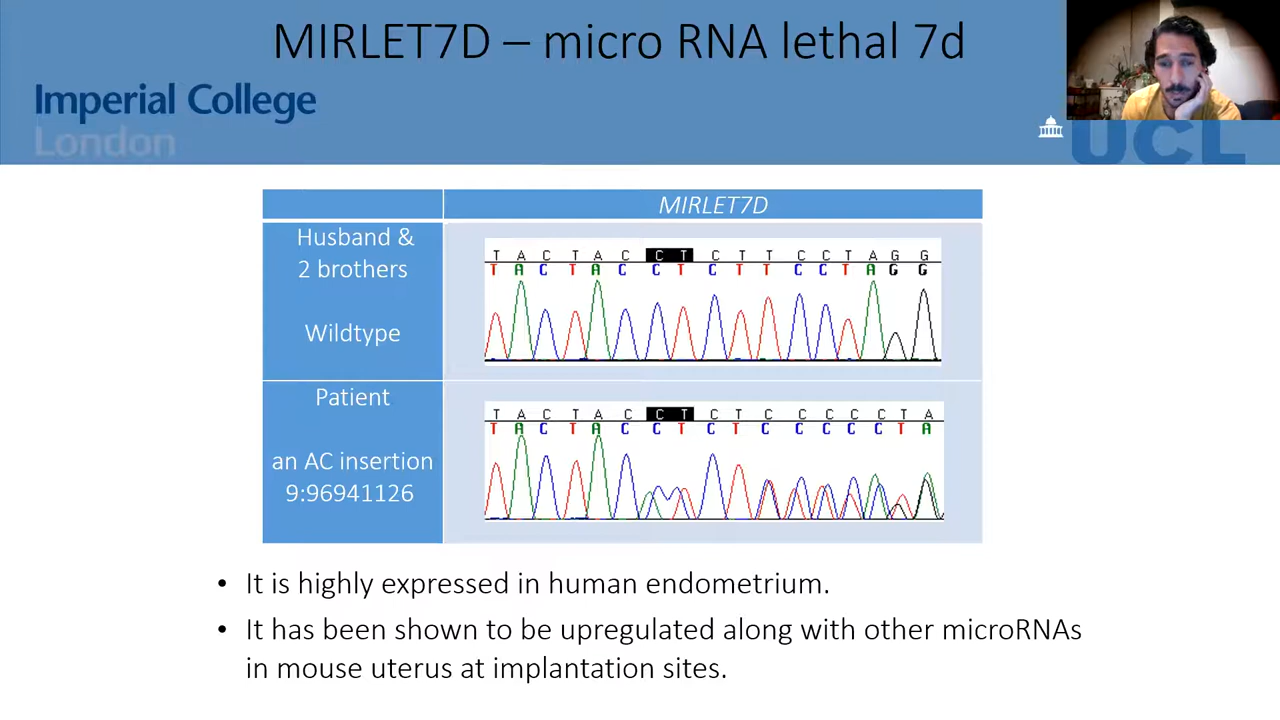 MIRLET7D – micro RNA lethal 7d
Imperial College
London
UCL
MIRLET7D
Husband &
2 brothers
Wildtype
T A C T A C C T C T T C C T A G G
T A C T A C C T C T T C C T A G G
Patient
an AC insertion
9:96941126
T A C T A C C T C T C C C C C T A
T A C T A C C T C T C C C C C T A
• It is highly expressed in human endometrium.
• It has been shown to be upregulated along with other microRNAs
in mouse uterus at implantation sites.